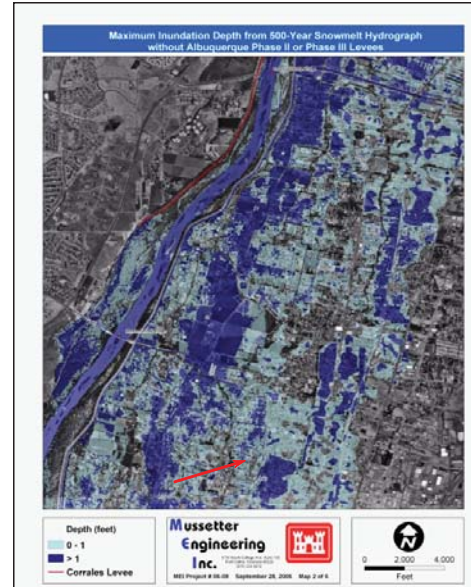 Maximum Inundation Depth from 500-Year Snowmelt Hydrograph
without Albuquerque Phase II or Phase III Levees
Depth (feet)
0 - 1
> 1
Corrales Levee
Mussetter
Engineering
Inc.
MEI Project # 06-08 September 28, 2006 Map 2 of 6
N
0 2,000 4,000
Feet